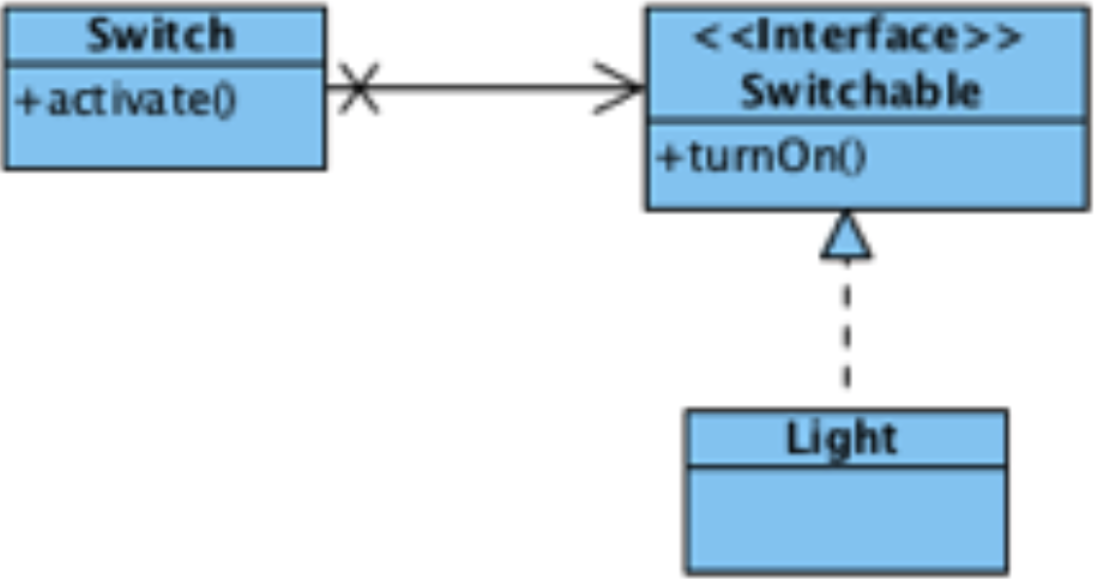 Switch
+activate()
<<Interface>>
Switchable
+turnOn()
Light